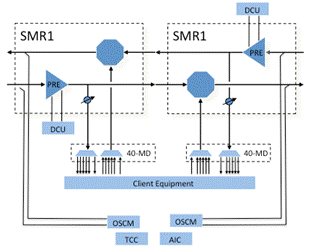 DCU
SMR1
SMR1
PRE
PRE
DCU
40-MD
40-MD
Client Equipment
OSCM
OSCM
TCC
AIC